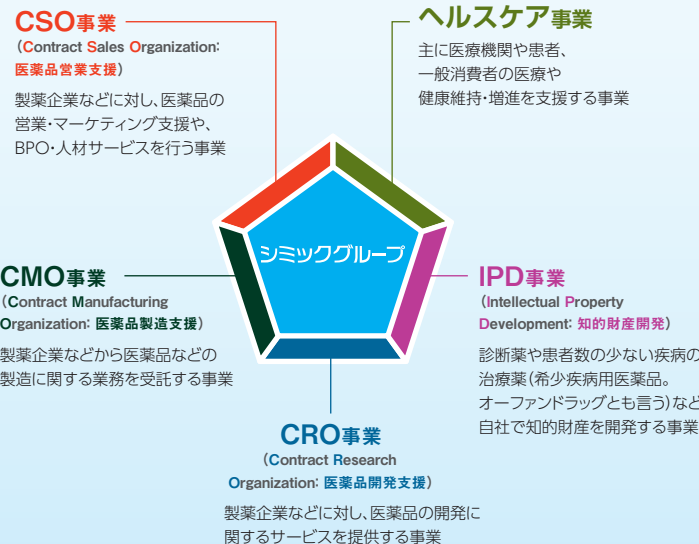 CSO事業
（Contract Sales Organization:
医薬品営業支援）
製薬企業などに対し、医薬品の
営業・マーケティング支援や、
BPO・人材サービスを行う事業
ヘルスケア事業
主に医療機関や患者、
一般消費者の医療や
健康維持・増進を支援する事業
シミックグループ
CMO事業
（Contract Manufacturing
Organization: 医薬品製造支援）
製薬企業などから医薬品などの
製造に関する業務を受託する事業
IPD事業
（Intellectual Property
Development: 知的財産開発）
診断薬や患者数の少ない疾病の
治療薬（希少疾病用医薬品。
オーファンドラッグとも言う）など
自社で知的財産を開発する事業
CRO事業
（Contract Research
Organization: 医薬品開発支援）
製薬企業などに対し、医薬品の開発に
関するサービスを提供する事業